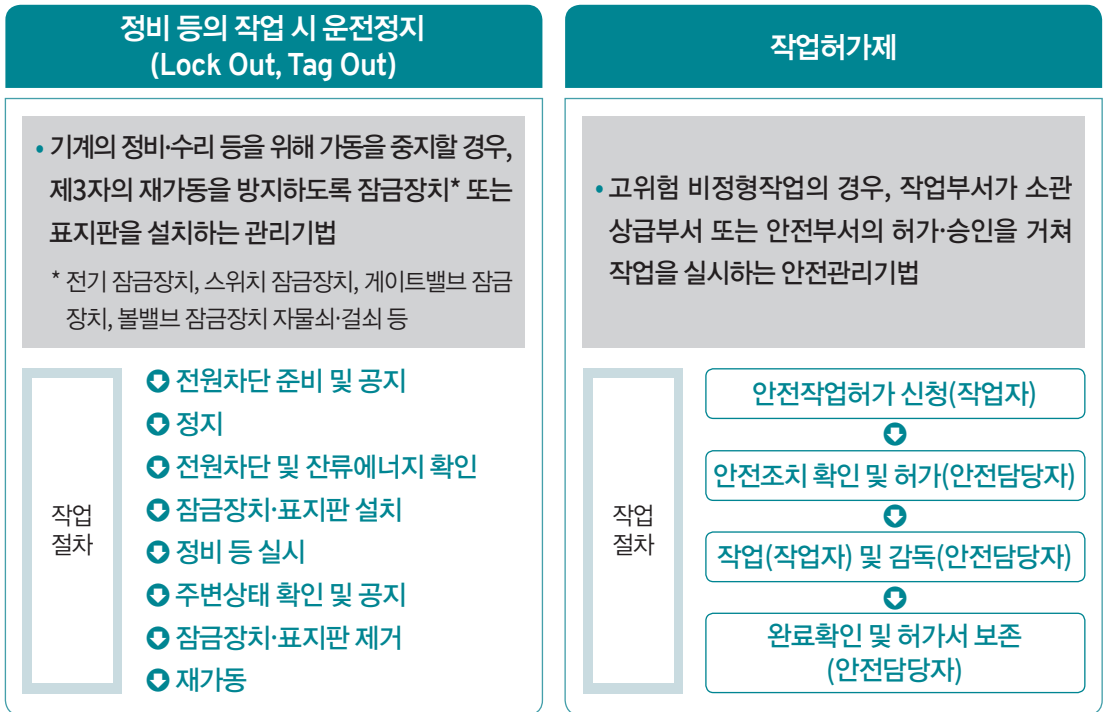 정비 등의 작업 시 운전정지
(Lock Out, Tag Out)
• 기계의 정비·수리 등을 위해 가동을 중지할 경우,
제3자의 재가동을 방지하도록 잠금장치* 또는
표지판을 설치하는 관리기법
* 전기 잠금장치, 스위치 잠금장치, 게이트밸브 잠금
장치, 볼밸브 잠금장치 자물쇠·걸쇠 등
작업
절차
전원차단 준비 및 공지
정지
전원차단 및 잔류에너지 확인
잠금장치·표지판 설치
정비 등 실시
주변상태 확인 및 공지
잠금장치·표지판 제거
재가동
작업허가제
• 고위험 비정형작업의 경우, 작업부서가 소관
상급부서 또는 안전부서의 허가·승인을 거쳐
작업을 실시하는 안전관리기법
작업
절차
안전작업허가 신청(작업자)
안전조치 확인 및 허가(안전담당자)
작업(작업자) 및 감독(안전담당자)
완료확인 및 허가서 보존
(안전담당자)